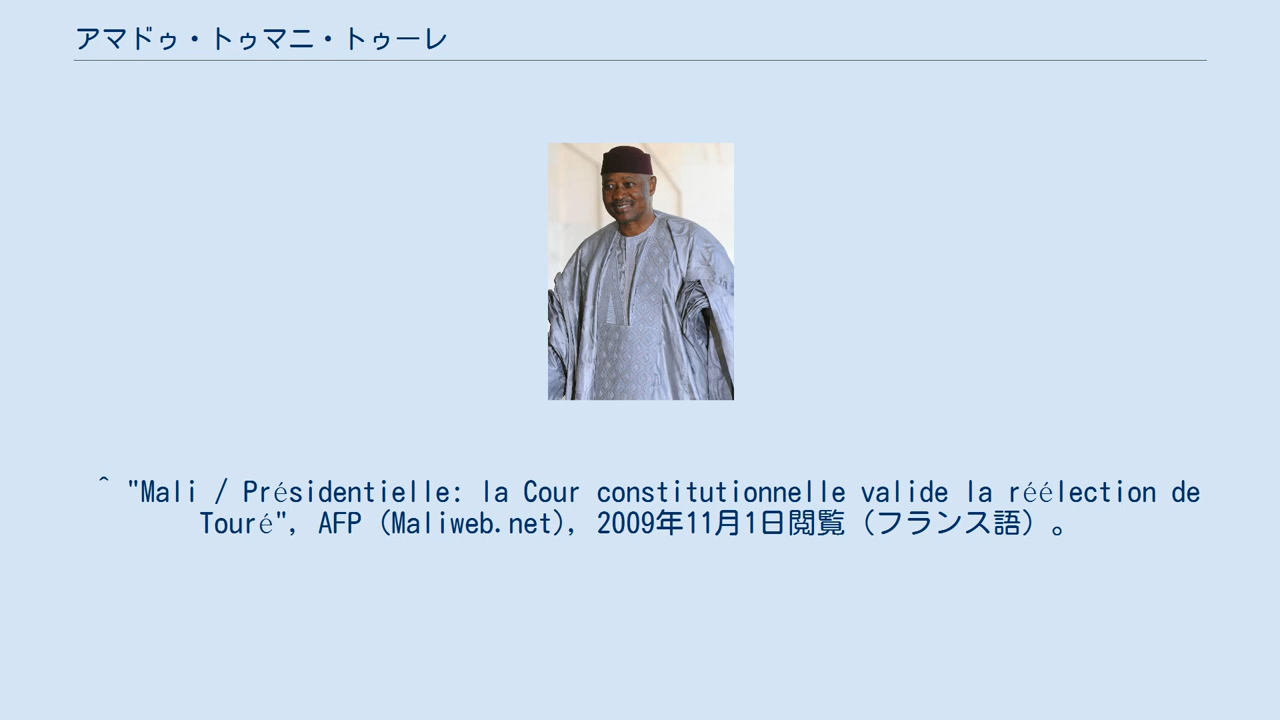 アマドゥ・トゥマニ・トゥーレ
^ "Mali / Présidentielle: la Cour constitutionnelle valide la réélection de
Touré", AFP (Maliweb.net), 2009年11月1日閲覧（フランス語）。